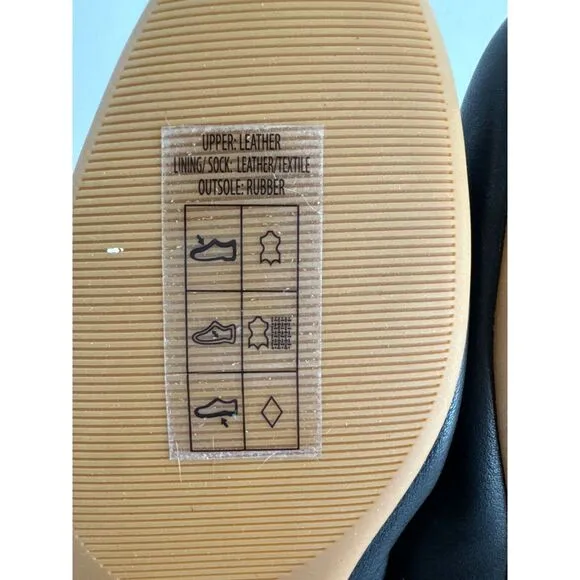 UPPER: LEATHER
LINING/ SOCK: LEATHER/TEXTILE
OUTSOLE: RUBBER